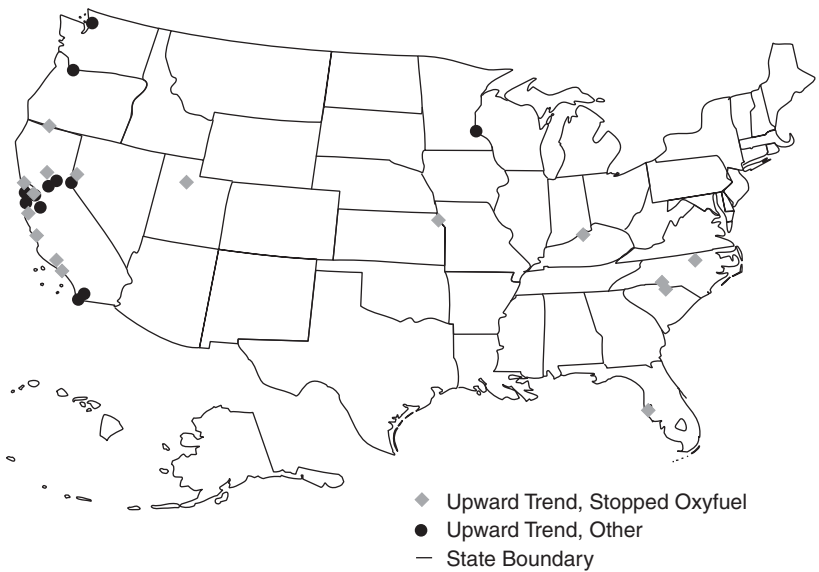 Upward Trend, Stopped Oxyfuel
Upward Trend, Other
State Boundary